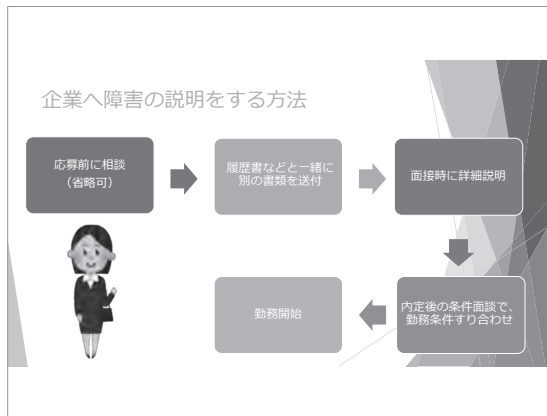 企業へ障害の説明をする方法
応募前に相談
（省略可）
履歴書などと一緒に
別の書類を送付
面接時に詳細説明
内定後の条件面談で、
勤務条件すり合わせ
勤務開始